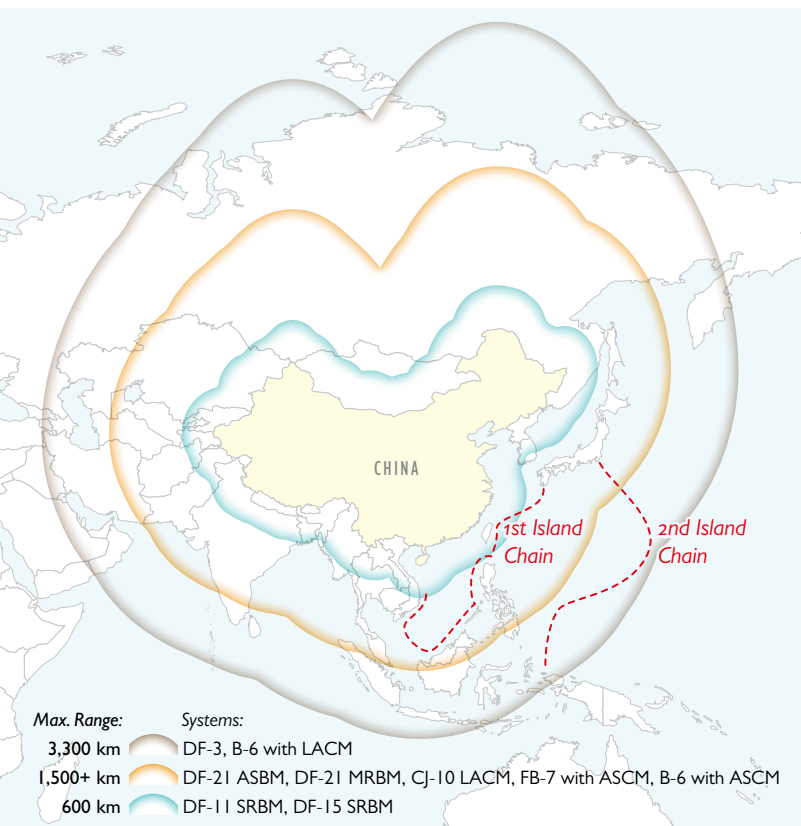 CHINA
1st Island
Chain
2nd Island
Chain
Max. Range: Systems:
3,300 km DF-3, B-6 with LACM
1,500+ km DF-21 ASBM, DF-21 MRBM, CJ-10 LACM, FB-7 with ASCM, B-6 with ASCM
600 km DF-11 SRBM, DF-15 SRBM